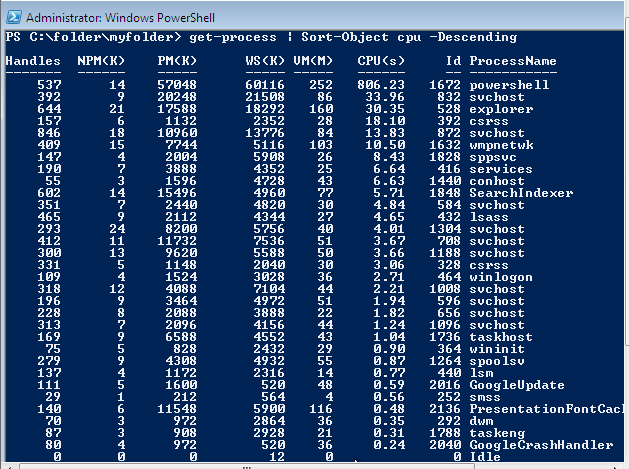 Administrator: Windows PowerShell
PS C:\folder\myfolder> get-process | Sort-Object cpu -Descending
Handles NPM(K) PM(K) WS(K) VM(M) CPU(s) Id ProcessName
------- ------ ----- ----- ----- ------ -- -----------
537 14 57048 60116 252 806.23 1672 powershell
392 9 20248 21508 86 33.96 832 svchost
644 21 17588 18292 160 30.35 528 explorer
157 6 1132 2352 28 18.10 392 csrss
846 18 10960 13776 84 13.83 872 svchost
409 15 7744 5116 103 10.50 1632 wmpnetwk
147 4 2004 5908 26 8.43 1828 sppsvc
190 7 3888 4352 25 6.64 416 services
55 3 1596 4728 43 6.63 1440 conhost
602 14 15496 4960 77 5.71 1848 SearchIndexer
351 7 2440 4820 30 4.84 584 svchost
465 9 2112 4344 27 4.65 432 lsass
293 24 8200 5756 40 4.01 1304 svchost
412 11 11732 7536 51 3.67 708 svchost
300 13 9620 5588 50 3.66 1188 svchost
331 5 1148 2040 30 3.06 328 csrss
109 4 1524 3028 36 2.71 464 winlogon
318 12 4088 7104 44 2.21 1008 svchost
196 9 3464 4972 51 1.94 596 svchost
228 8 2088 3888 22 1.82 656 svchost
313 7 2096 4156 44 1.24 1096 svchost
169 9 6588 4552 43 1.04 1736 taskhost
75 5 828 2432 29 0.90 364 wininit
279 9 4308 4932 55 0.87 1264 spoolsv
137 4 1172 2316 14 0.77 440 lsm
111 5 1600 520 48 0.59 2016 GoogleUpdate
29 1 212 564 4 0.56 252 smss
140 6 11548 5900 116 0.48 2136 PresentationFontCac
70 3 972 2864 36 0.35 292 dwm
87 3 908 2928 21 0.31 1788 taskeng
80 4 972 520 36 0.24 2040 GoogleCrashHandler
0 0 0 12 0 0 Idle